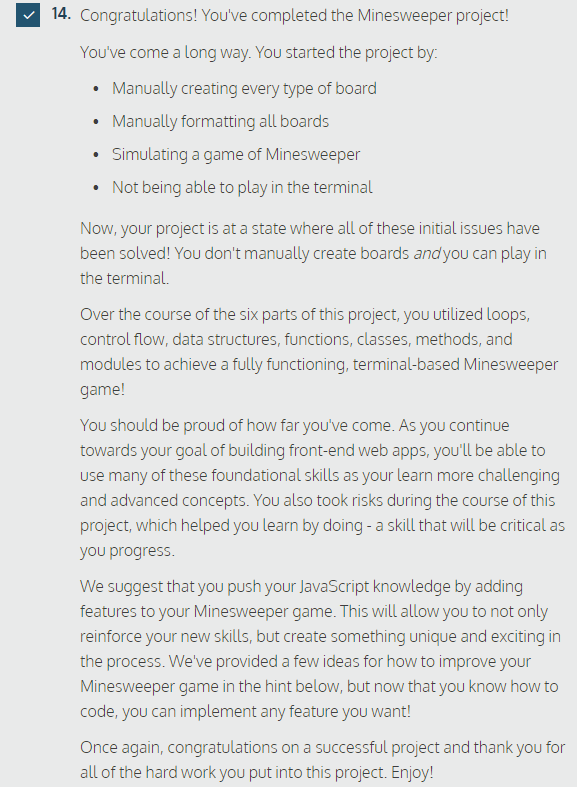 14. Congratulations! You've completed the Minesweeper project!
You've come a long way. You started the project by:
• Manually creating every type of board
• Manually formatting all boards
• Simulating a game of Minesweeper
• Not being able to play in the terminal
Now, your project is at a state where all of these initial issues have
been solved! You don't manually create boards and you can play in
the terminal.
Over the course of the six parts of this project, you utilized loops,
control flow, data structures, functions, classes, methods, and
modules to achieve a fully functioning, terminal-based Minesweeper
game!
You should be proud of how far you've come. As you continue
towards your goal of building front-end web apps, you'll be able to
use many of these foundational skills as your learn more challenging
and advanced concepts. You also took risks during the course of this
project, which helped you learn by doing - a skill that will be critical as
you progress.
We suggest that you push your JavaScript knowledge by adding
features to your Minesweeper game. This will allow you to not only
reinforce your new skills, but create something unique and exciting in
the process. We've provided a few ideas for how to improve your
Minesweeper game in the hint below, but now that you know how to
code, you can implement any feature you want!
Once again, congratulations on a successful project and thank you for
all of the hard work you put into this project. Enjoy!